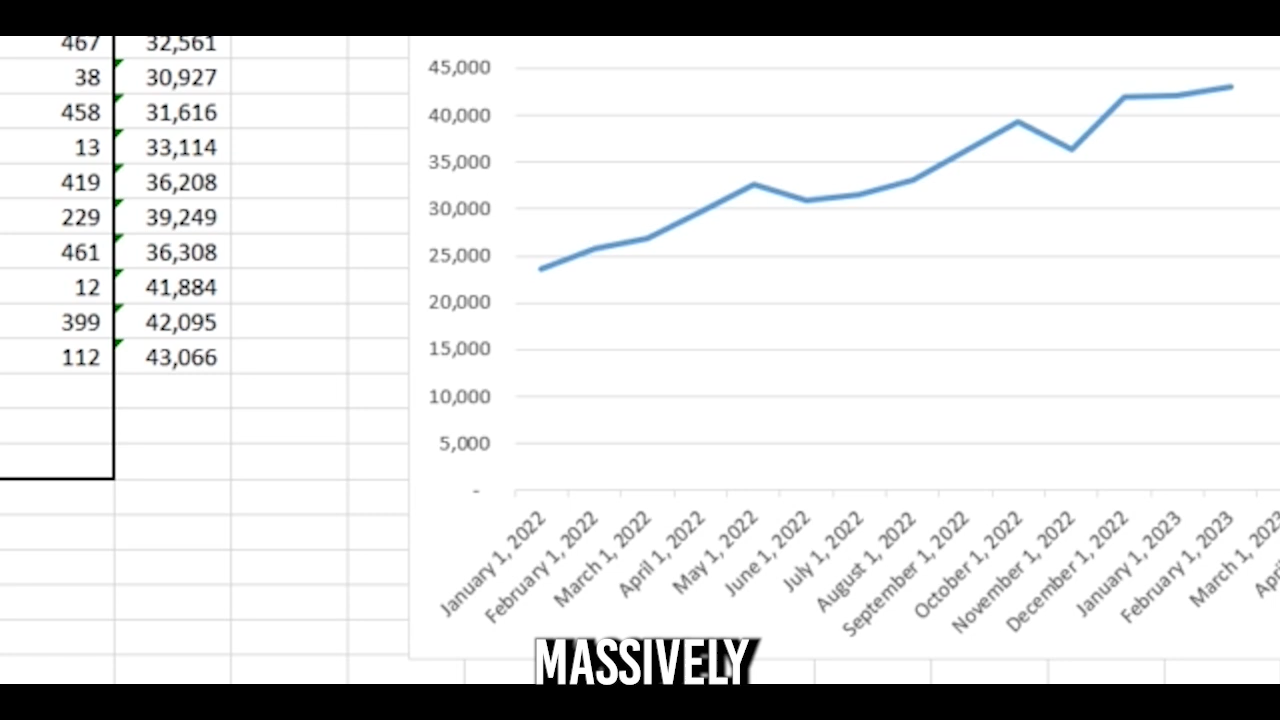 467 32,561
38 30,927
458 31,616
13 33,114
419 36,208
229 39,249
461 36,308
12 41,884
399 42,095
112 43,066
45,000
40,000
35,000
30,000
25,000
20,000
15,000
10,000
5,000
-
January 1, 2022
February 1, 2022
March 1, 2022
April 1, 2022
May 1, 2022
June 1, 2022
July 1, 2022
August 1, 2022
September 1, 2022
October 1, 2022
November 1, 2022
December 1, 2022
January 1, 2023
February 1, 2023
March 1, 2023
MASSIVELY